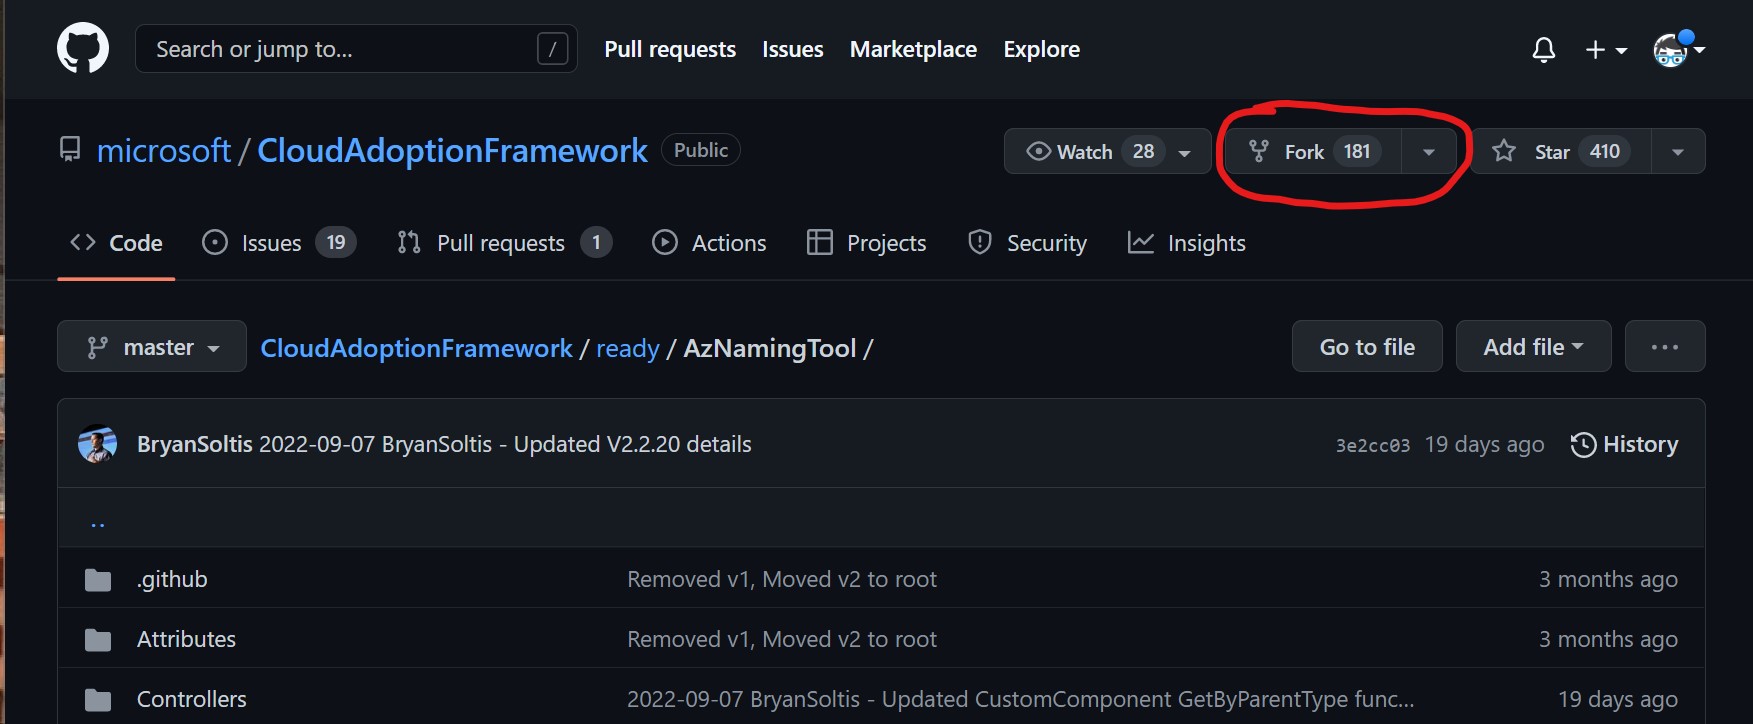 Search or jump to... / Pull requests Issues Marketplace Explore
microsoft / CloudAdoptionFramework Public Watch 28 Fork 181 Star 410
Code Issues 19 Pull requests 1 Actions Projects Security Insights
master CloudAdoptionFramework / ready / AzNamingTool / Go to file Add file ...
BryanSoltis 2022-09-07 BryanSoltis - Updated V2.2.20 details 3e2cc03 19 days ago History
..
.github Removed v1, Moved v2 to root 3 months ago
Attributes Removed v1, Moved v2 to root 3 months ago
Controllers 2022-09-07 BryanSoltis - Updated CustomComponent GetByParentType func... 19 days ago